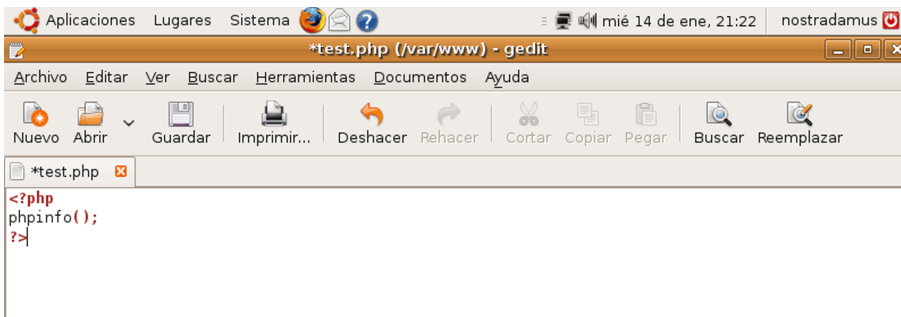 Aplicaciones Lugares Sistema mié 14 de ene, 21:22 nostradamus
*test.php (/var/www) - gedit
Archivo Editar Ver Buscar Herramientas Documentos Ayuda
Nuevo Abrir Guardar Imprimir... Deshacer Rehacer Cortar Copiar Pegar Buscar Reemplazar
*test.php
<?php
phpinfo();
?>